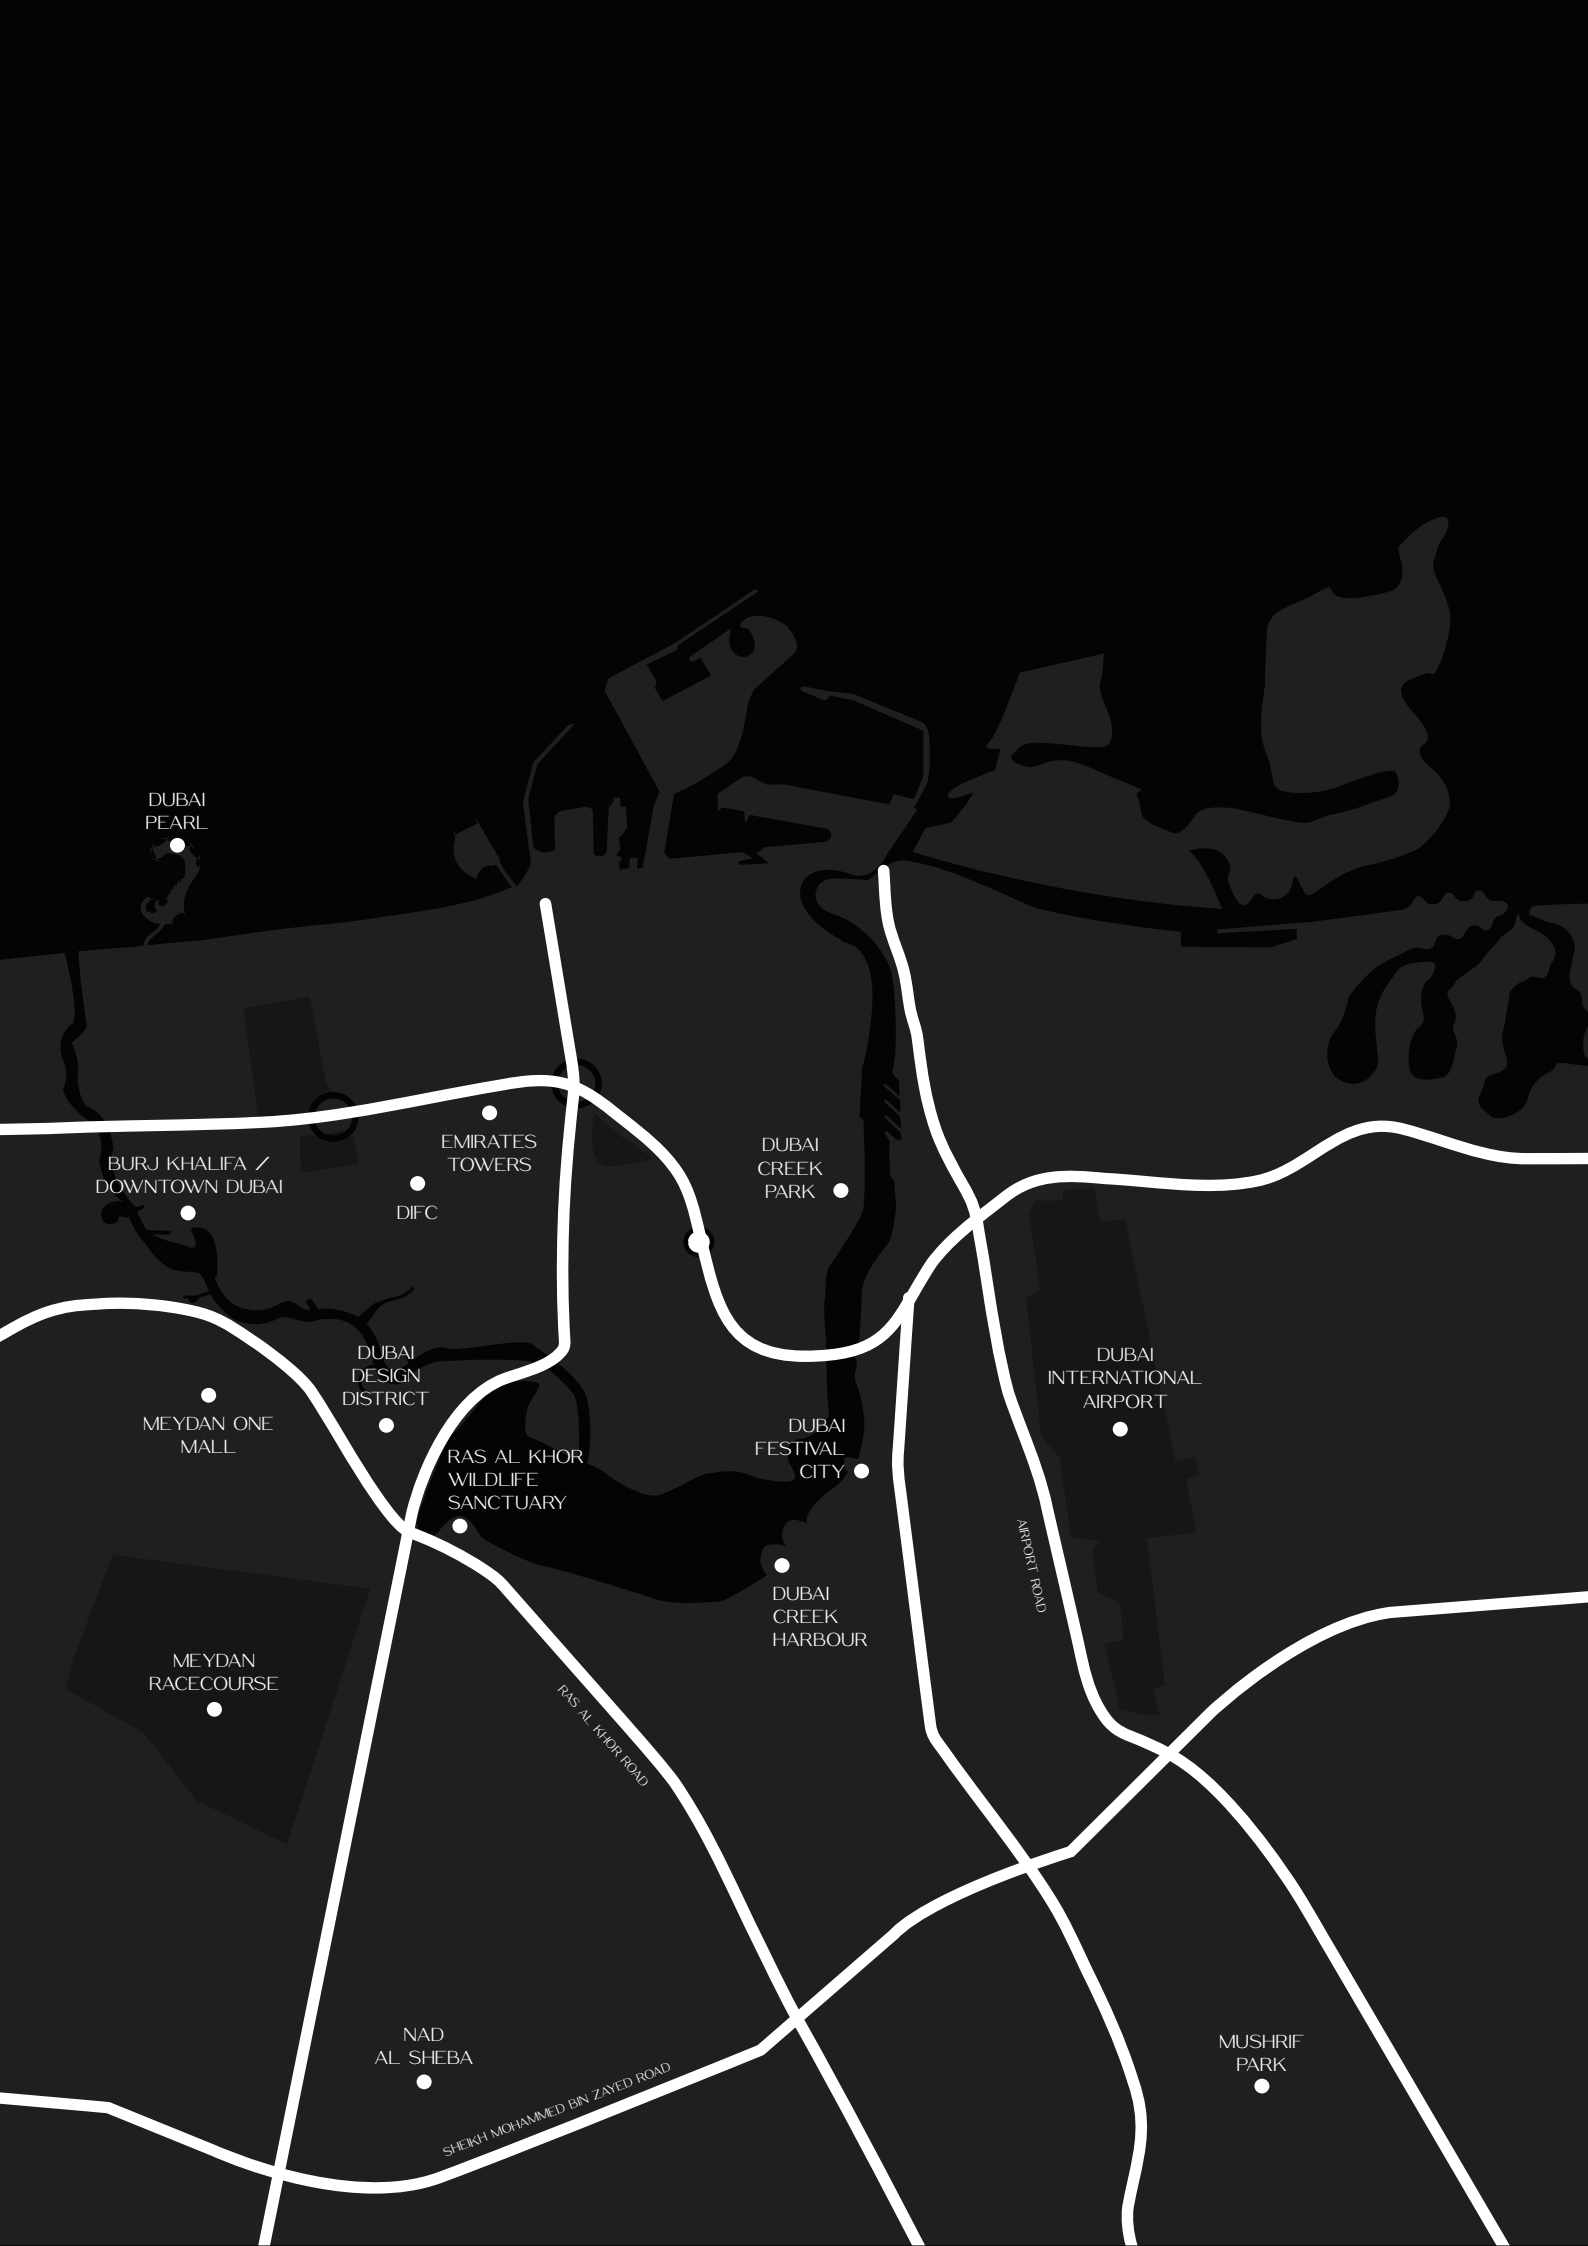 DUBAI
PEARL
EMIRATES
TOWERS
DUBAI
CREEK
PARK
BURJ KHALIFA /
DOWNTOWN DUBAI
DIFC
DUBAI
DESIGN
DISTRICT
DUBAI
INTERNATIONAL
AIRPORT
MEYDAN ONE
MALL
DUBAI
FESTIVAL
CITY
RAS AL KHOR
WILDLIFE
SANCTUARY
AIRPORT ROAD
DUBAI
CREEK
HARBOUR
MEYDAN
RACECOURSE
RAS AL KHOR ROAD
NAD
AL SHEBA
MUSHRIF
PARK
SHEIKH MOHAMMED BIN ZAYED ROAD